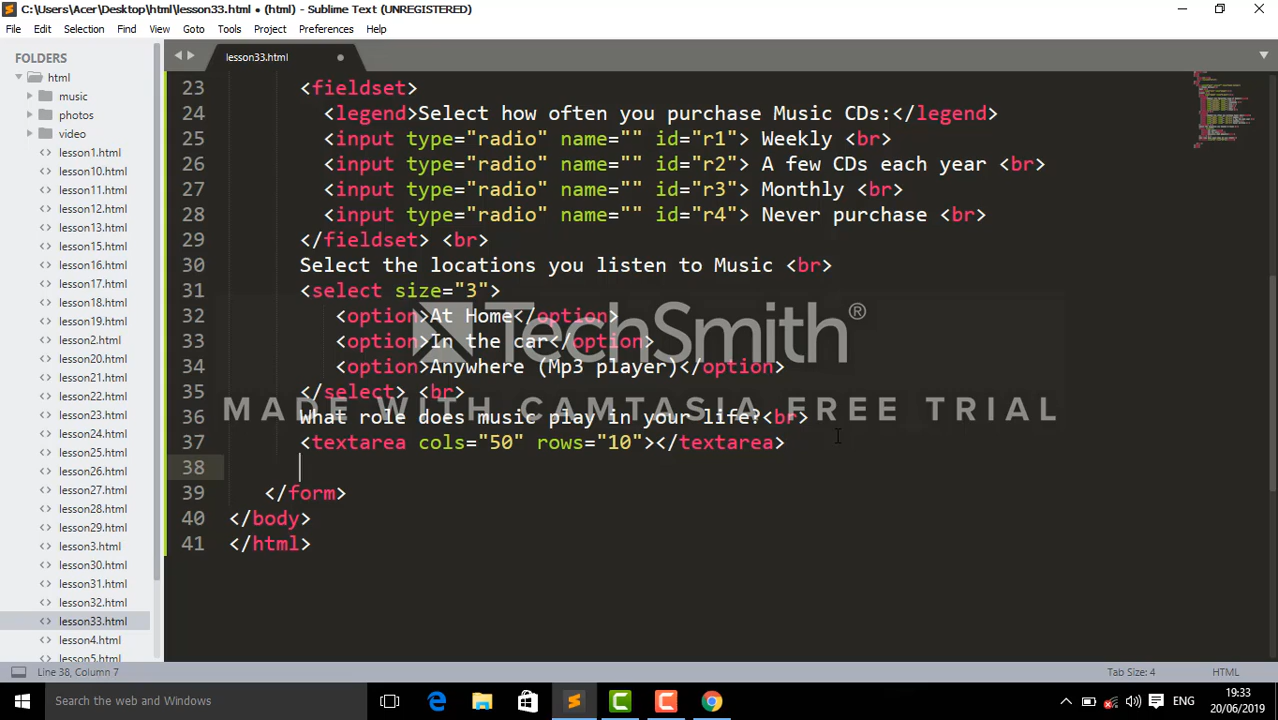 C:\Users\Acer\Desktop\html\lesson33.html • (html) - Sublime Text (UNREGISTERED)
File Edit Selection Find View Goto Tools Project Preferences Help
FOLDERS
html
music
photos
video
lesson1.html
lesson10.html
lesson11.html
lesson12.html
lesson13.html
lesson15.html
lesson16.html
lesson17.html
lesson18.html
lesson19.html
lesson2.html
lesson20.html
lesson21.html
lesson22.html
lesson23.html
lesson24.html
lesson25.html
lesson26.html
lesson27.html
lesson28.html
lesson29.html
lesson3.html
lesson30.html
lesson31.html
lesson32.html
lesson33.html
lesson4.html
lesson5.html
lesson33.html
23 <fieldset>
24 <legend>Select how often you purchase Music CDs:</legend>
25 <input type="radio" name="" id="r1"> Weekly <br>
26 <input type="radio" name="" id="r2"> A few CDs each year <br>
27 <input type="radio" name="" id="r3"> Monthly <br>
28 <input type="radio" name="" id="r4"> Never purchase <br>
29 </fieldset> <br>
30 Select the locations you listen to Music <br>
31 <select size="3">
32 <option>At Home</option>
33 <option>In the car</option>
34 <option>Anywhere (Mp3 player)</option>
35 </select> <br>
36 What role does music play in your life?<br>
37 <textarea cols="50" rows="10"></textarea>
38
39 </form>
40 </body>
41 </html>
TechSmith®
MADE WITH CAMTASIA FREE TRIAL
Line 38, Column 7
Tab Size: 4
HTML
Search the web and Windows
ENG
19:33
20/06/2019